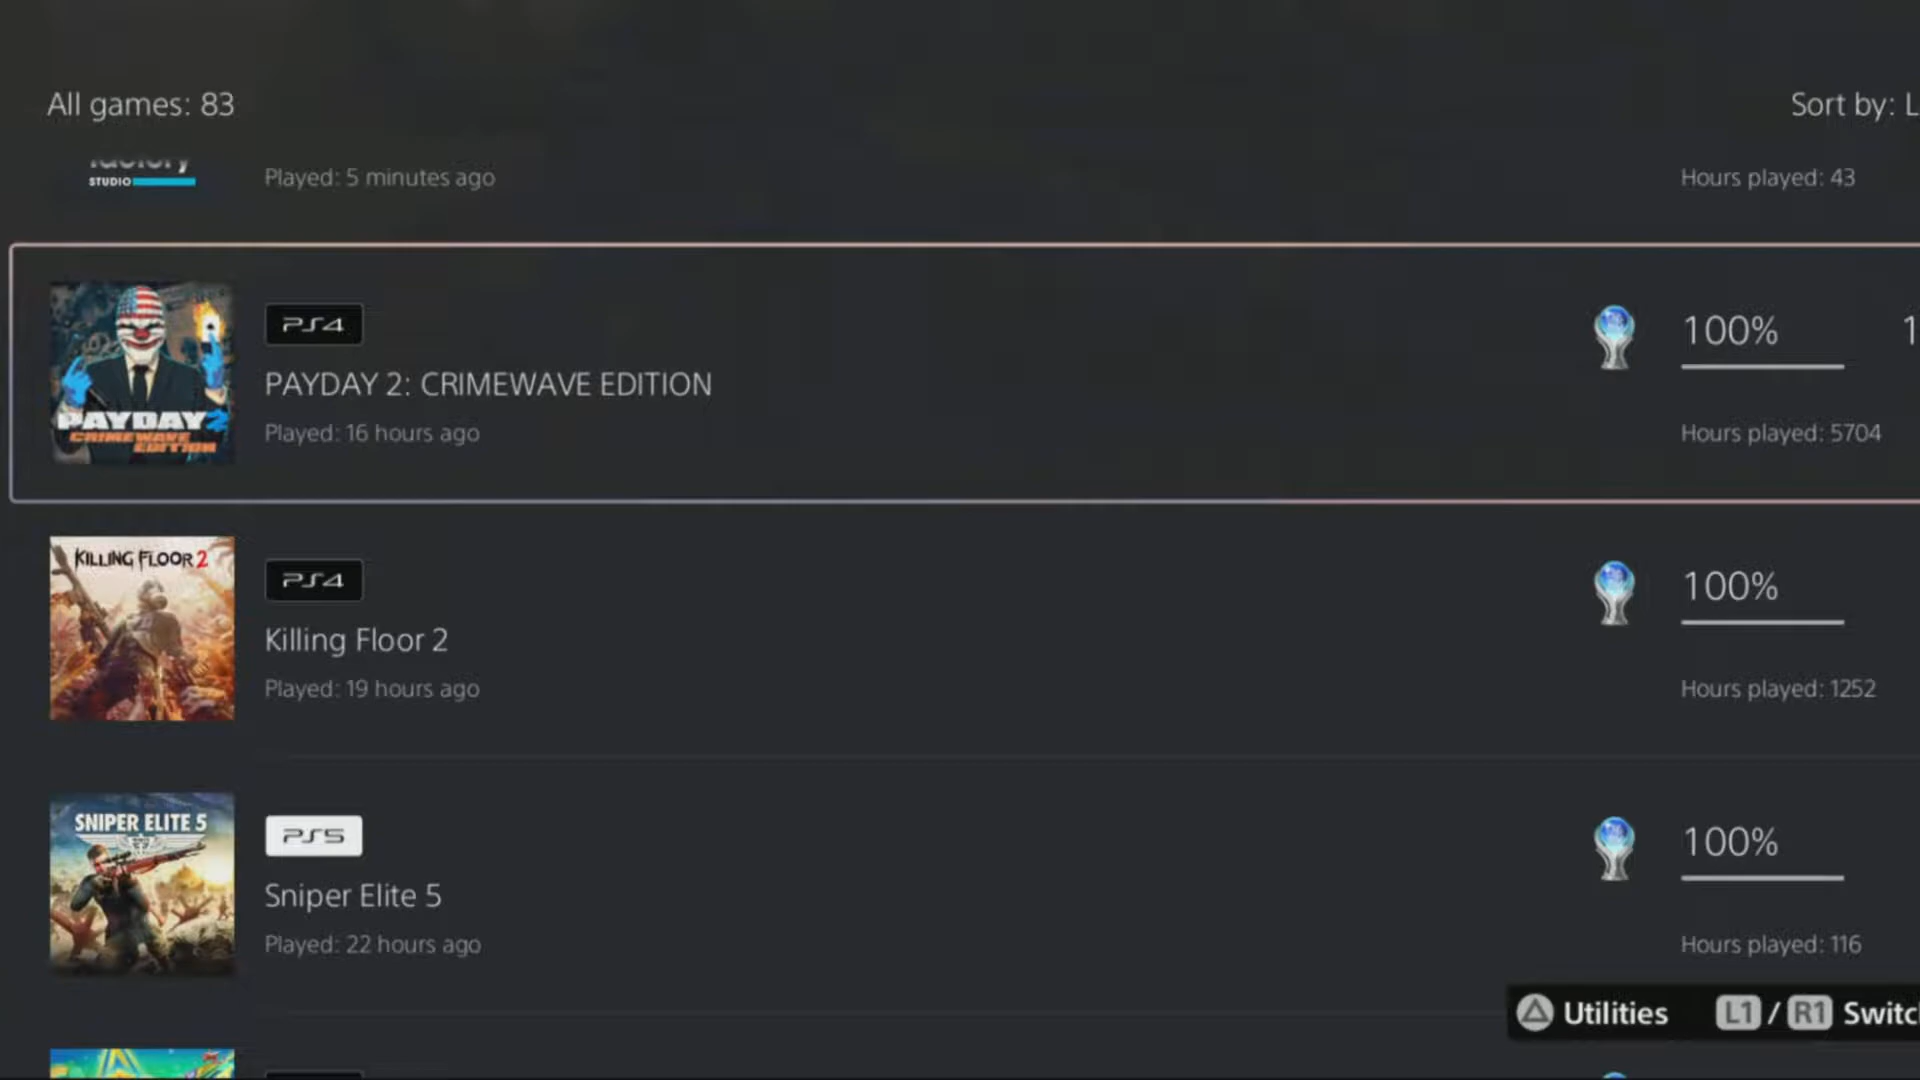 All games: 83
Sort by: L
factory
STUDIO
Played: 5 minutes ago
Hours played: 43
PS4
100%
1
PAYDAY 2: CRIMEWAVE EDITION
Played: 16 hours ago
Hours played: 5704
PAYDAY 2
CRIMEWAVE
EDITION
KILLING FLOOR 2
PS4
100%
Killing Floor 2
Played: 19 hours ago
Hours played: 1252
SNIPER ELITE 5
PS5
100%
Sniper Elite 5
Played: 22 hours ago
Hours played: 116
Utilities
L1 / R1 Switc